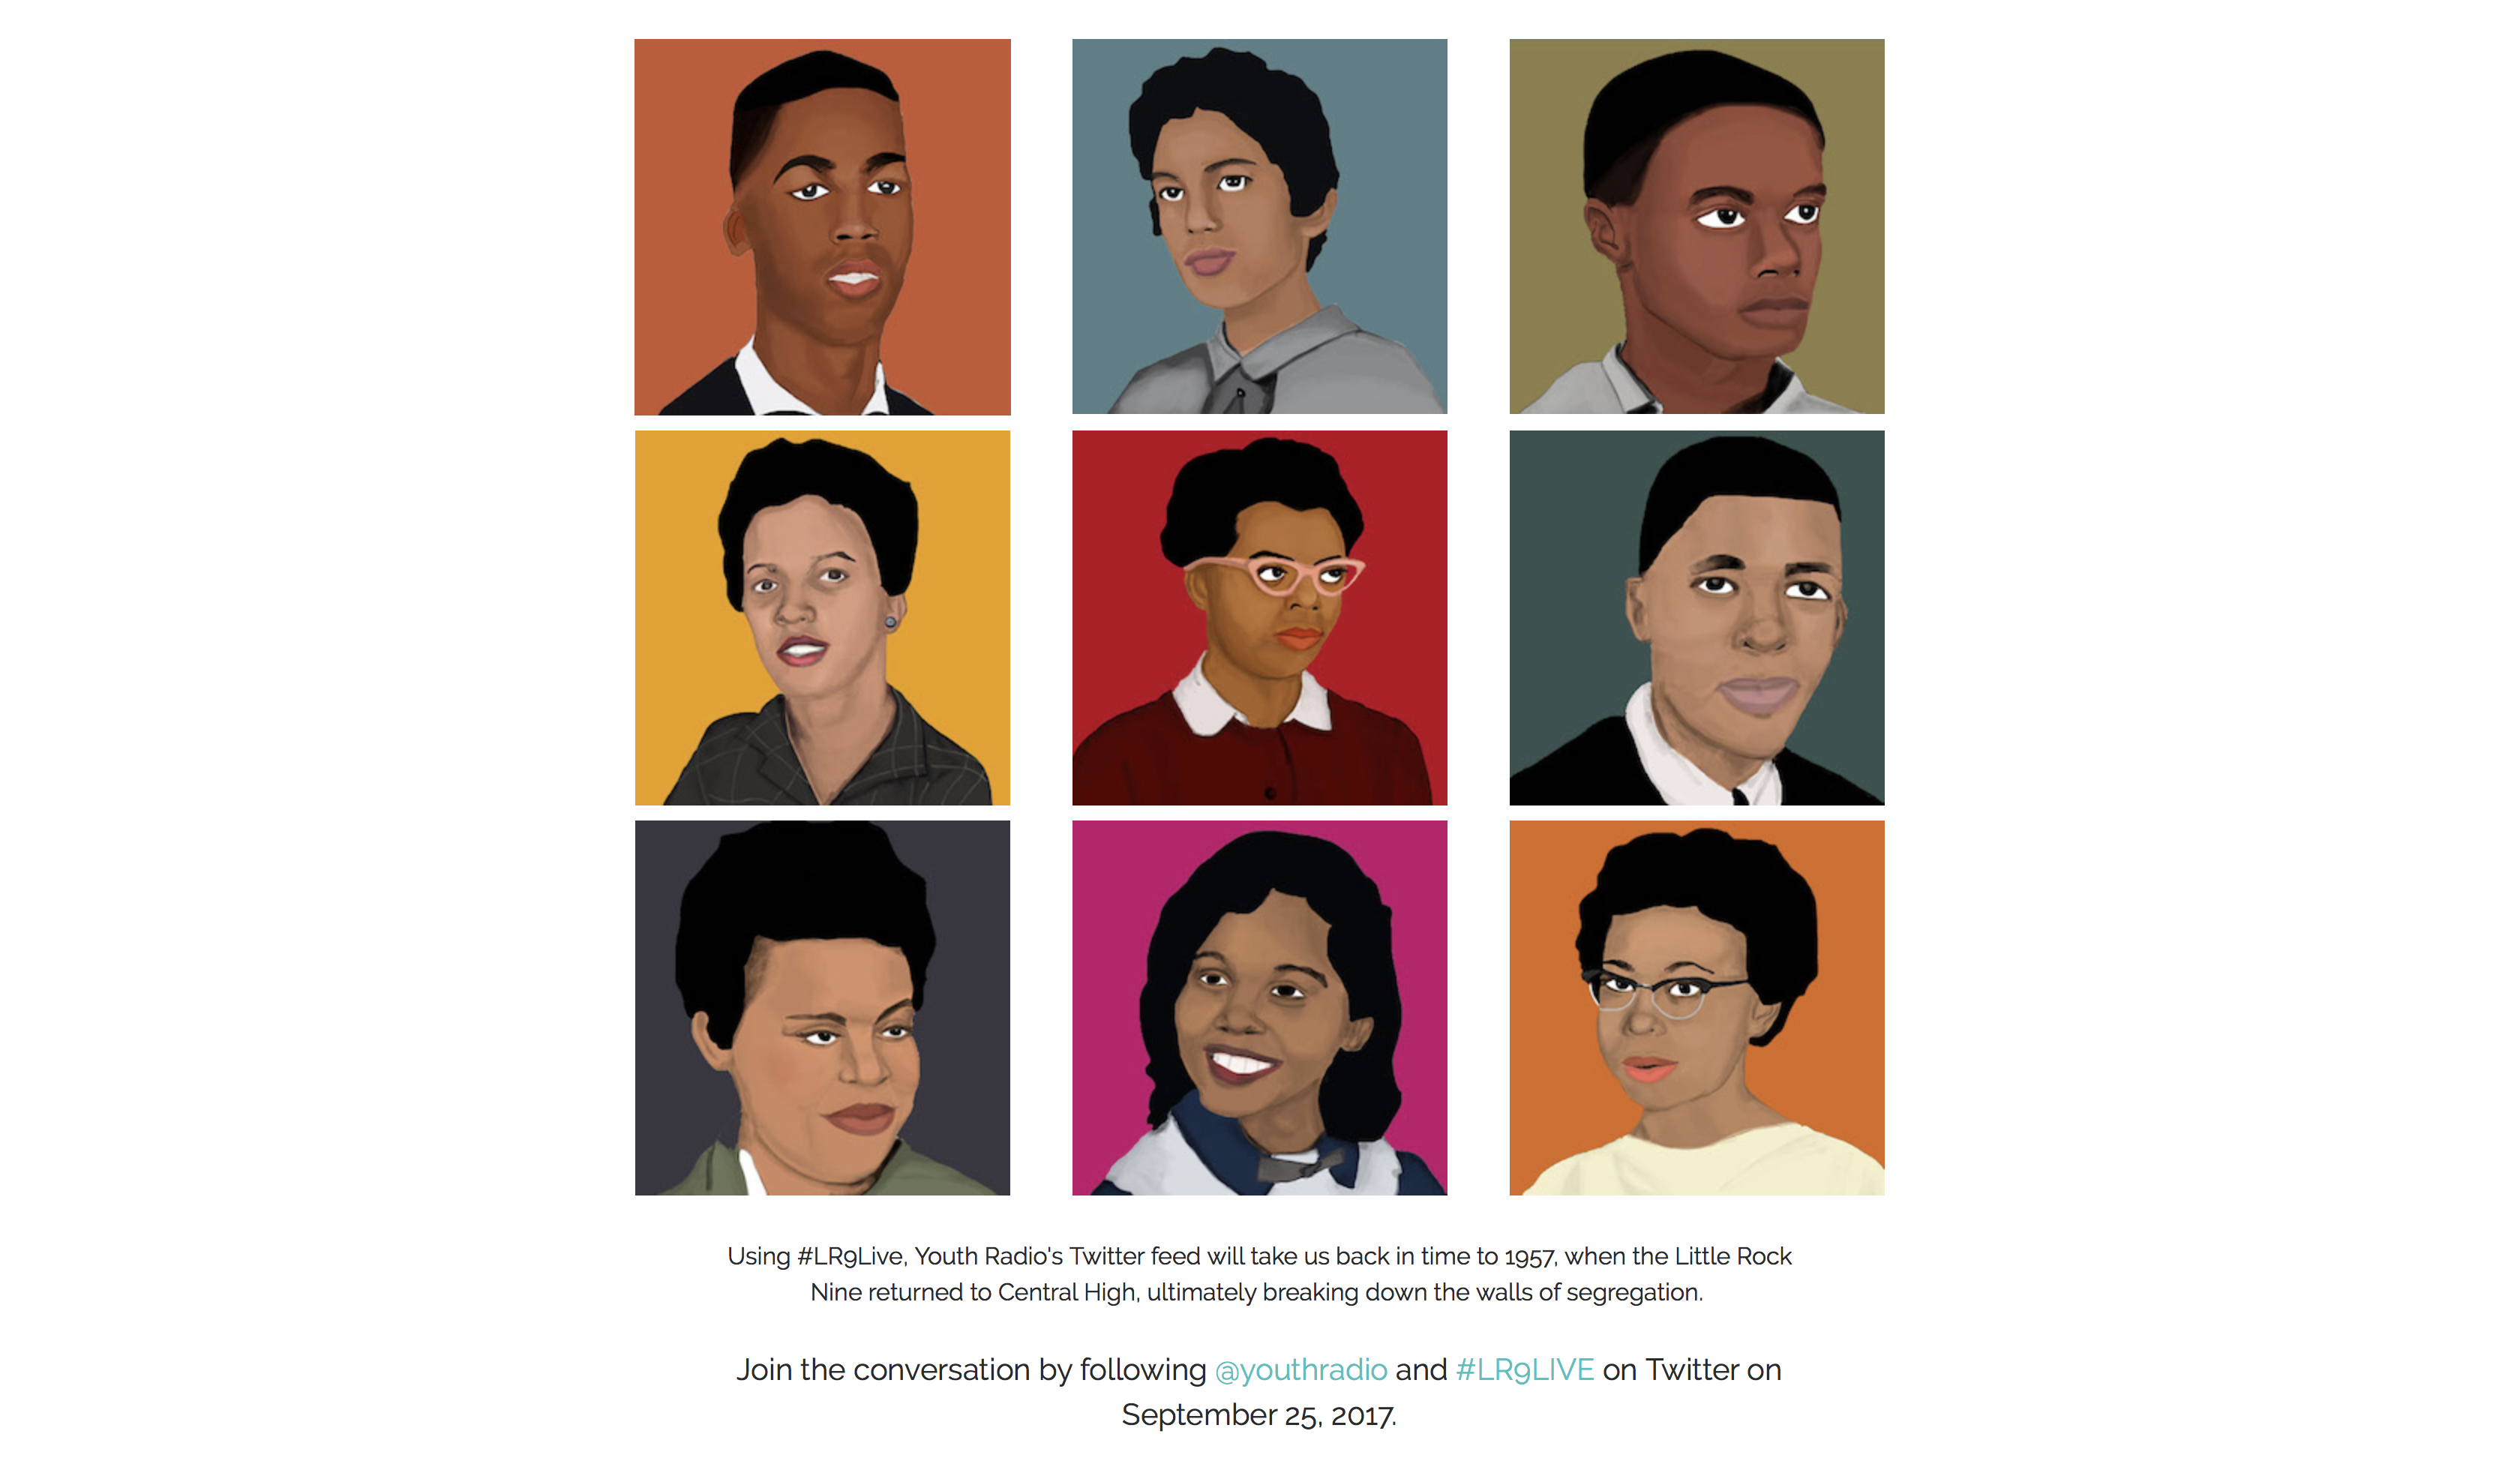 Using #LR9Live, Youth Radio's Twitter feed will take us back in time to 1957, when the Little Rock
Nine returned to Central High, ultimately breaking down the walls of segregation.
Join the conversation by following @youthradio and #LR9LIVE on Twitter on
September 25, 2017.